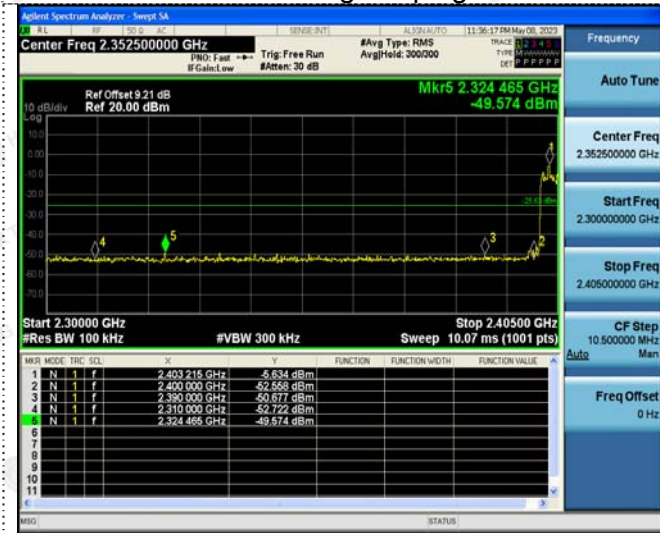 Agilent Spectrum Analyzer - Swept SA
RL RF 50 Ω AC SENSE:INT ALIGN AUTO 11:36:17 PM May 08, 2023
Center Freq 2.352500000 GHz
PNO: Fast
IFGain:Low
Trig: Free Run
#Atten: 30 dB
#Avg Type: RMS
Avg|Hold: 300/300
TRACE 1 2 3 4 5 6
TYPE
DET P P P P P P
Ref Offset 9.21 dB
10 dB/div Ref 20.00 dBm
Log
Mkr5 2.324 465 GHz
-49.574 dBm
10.0
0.00
-10.0
-20.0
-30.0
-40.0
-50.0
-60.0
-70.0
1
-25.63 dBm
4
5
3
2
Start 2.30000 GHz Stop 2.40500 GHz
#Res BW 100 kHz #VBW 300 kHz Sweep 10.07 ms (1001 pts)
MKR MODE TRC SCL X Y FUNCTION FUNCTION WIDTH FUNCTION VALUE
1 N 1 f 2.403 215 GHz -5.634 dBm
2 N 1 f 2.400 000 GHz -52.558 dBm
3 N 1 f 2.390 000 GHz -50.677 dBm
4 N 1 f 2.310 000 GHz -52.722 dBm
5 N 1 f 2.324 465 GHz -49.574 dBm
6
7
8
9
10
11
MSG STATUS
Frequency
Auto Tune
Center Freq
2.352500000 GHz
Start Freq
2.300000000 GHz
Stop Freq
2.405000000 GHz
CF Step
10.500000 MHz
Auto Man
Freq Offset
0 Hz